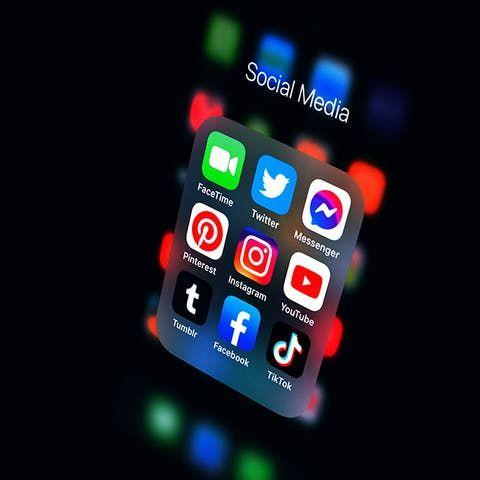 Social Media
FaceTime
Twitter
Messenger
Pinterest
Instagram
YouTube
Tumblr
Facebook
TikTok